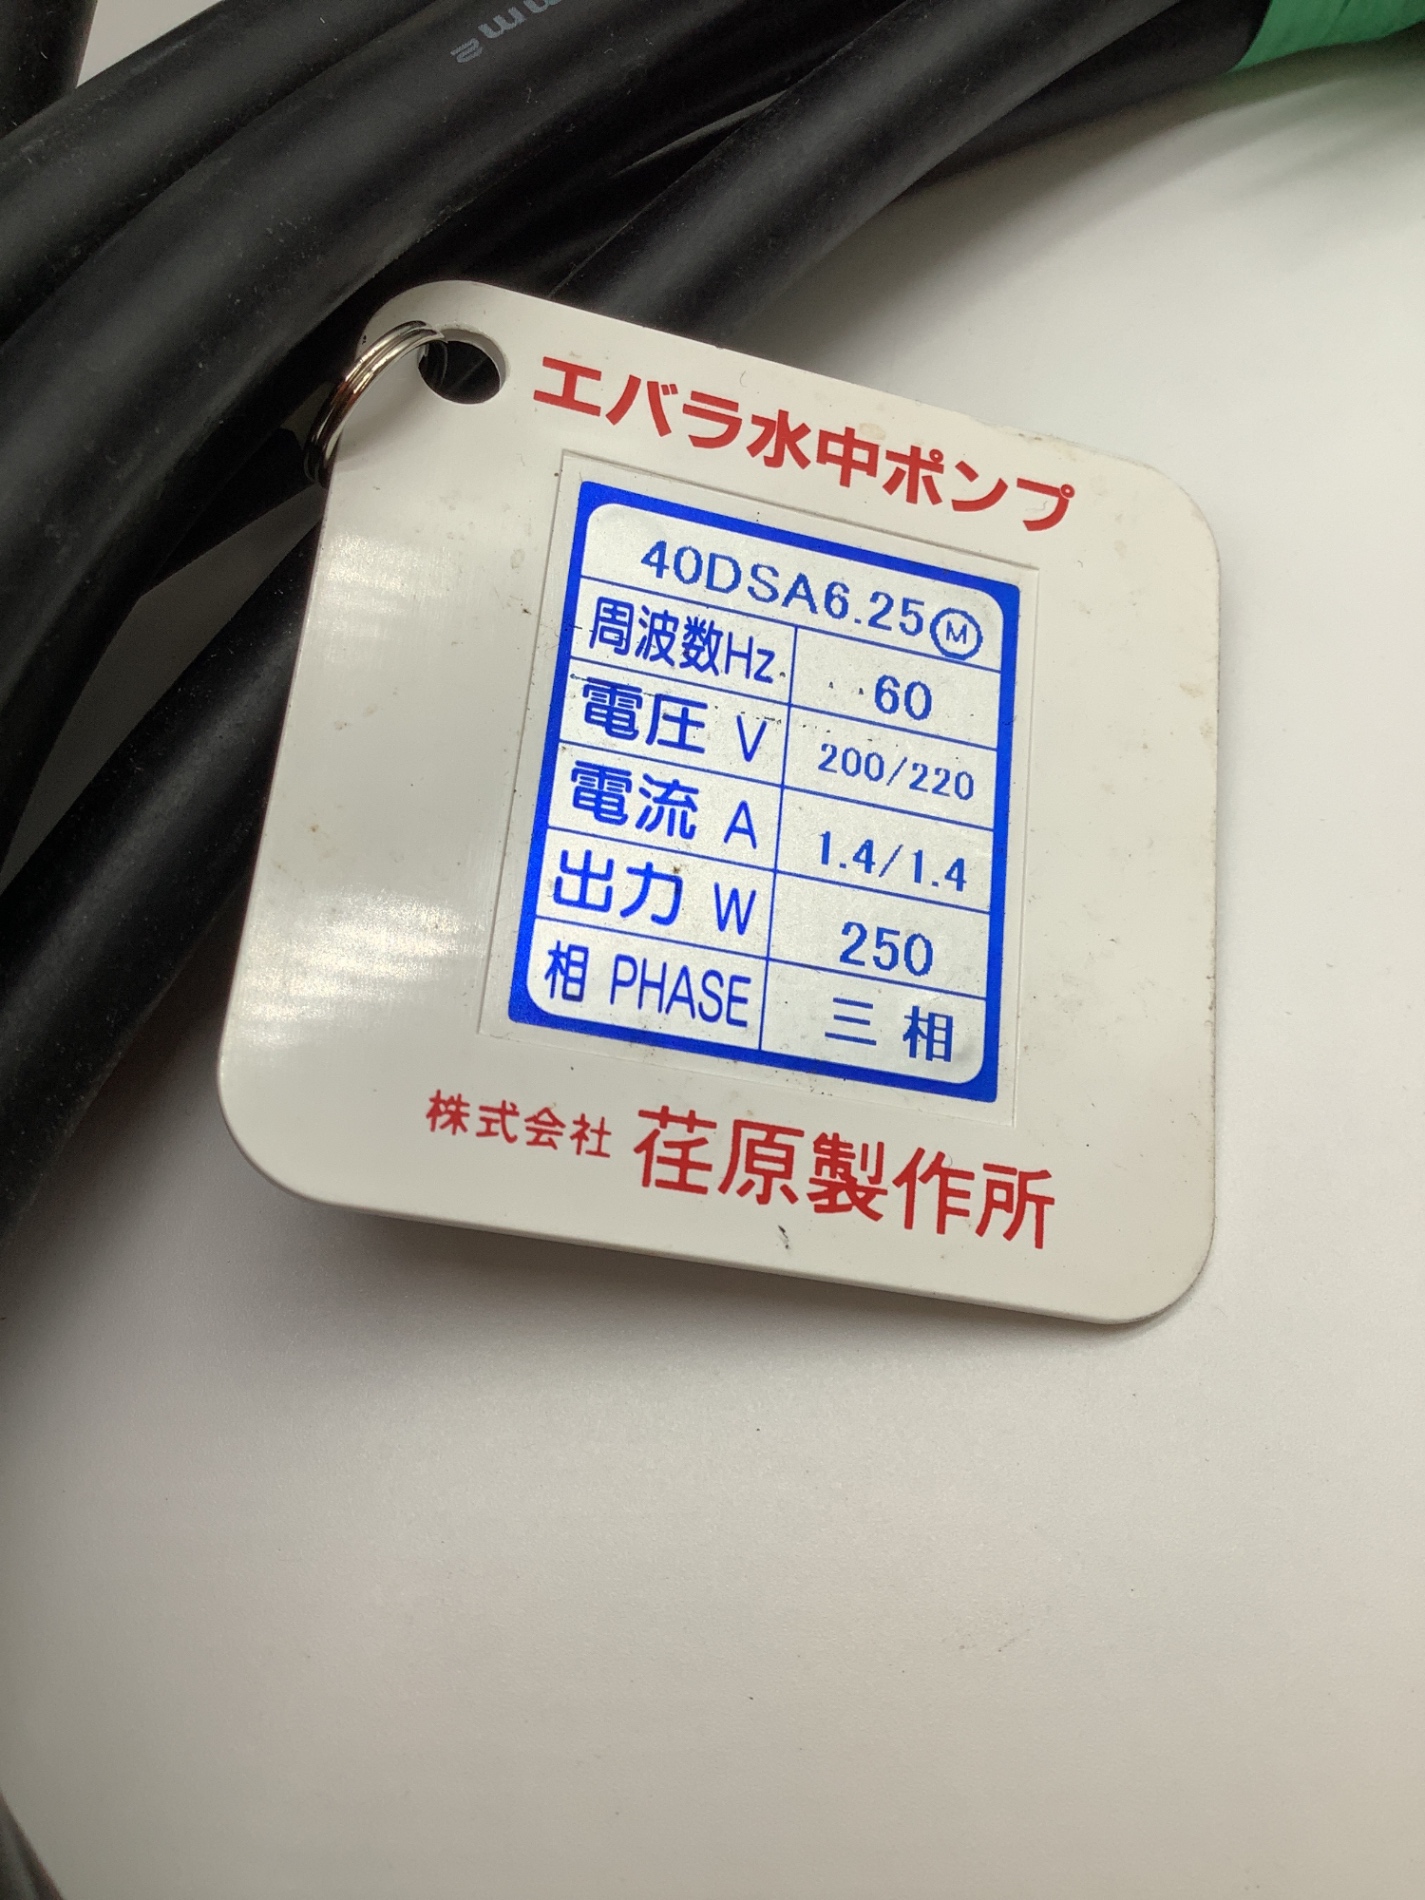 mm²
エバラ水中ポンプ
40DSA6.25Ⓜ
周波数Hz 60
電圧 V 200/220
電流 A 1.4/1.4
出力 W 250
相 PHASE 三相
株式会社 荏原製作所